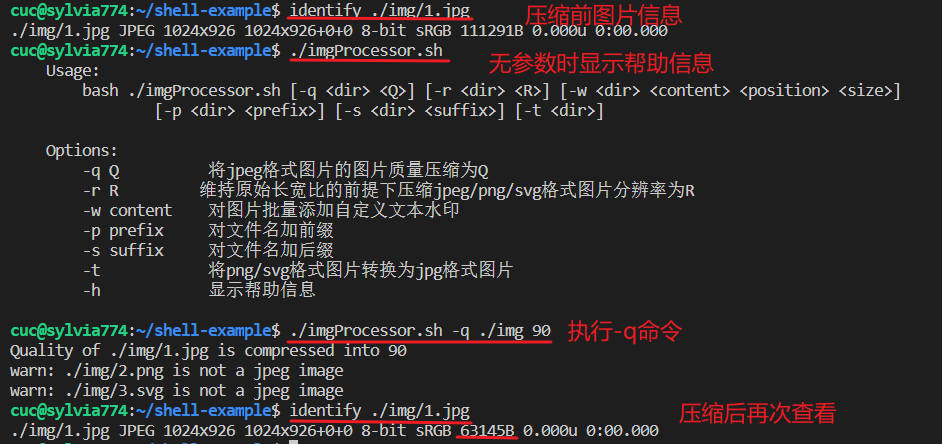 cuc@sylvia774:~/shell-example$ identify ./img/1.jpg 压缩前图片信息
./img/1.jpg JPEG 1024x926 1024x926+0+0 8-bit sRGB 111291B 0.000u 0:00.000
cuc@sylvia774:~/shell-example$ ./imgProcessor.sh
无参数时显示帮助信息
Usage:
bash ./imgProcessor.sh [-q <dir> <Q>] [-r <dir> <R>] [-w <dir> <content> <position> <size>]
[-p <dir> <prefix>] [-s <dir> <suffix>] [-t <dir>]
Options:
-q Q 将jpeg格式图片的图片质量压缩为Q
-r R 维持原始长宽比的前提下压缩jpeg/png/svg格式图片分辨率为R
-w content 对图片批量添加自定义文本水印
-p prefix 对文件名加前缀
-s suffix 对文件名加后缀
-t 将png/svg格式图片转换为jpg格式图片
-h 显示帮助信息
cuc@sylvia774:~/shell-example$ ./imgProcessor.sh -q ./img 90 执行-q命令
Quality of ./img/1.jpg is compressed into 90
warn: ./img/2.png is not a jpeg image
warn: ./img/3.svg is not a jpeg image
cuc@sylvia774:~/shell-example$ identify ./img/1.jpg 压缩后再次查看
./img/1.jpg JPEG 1024x926 1024x926+0+0 8-bit sRGB 63145B 0.000u 0:00.000